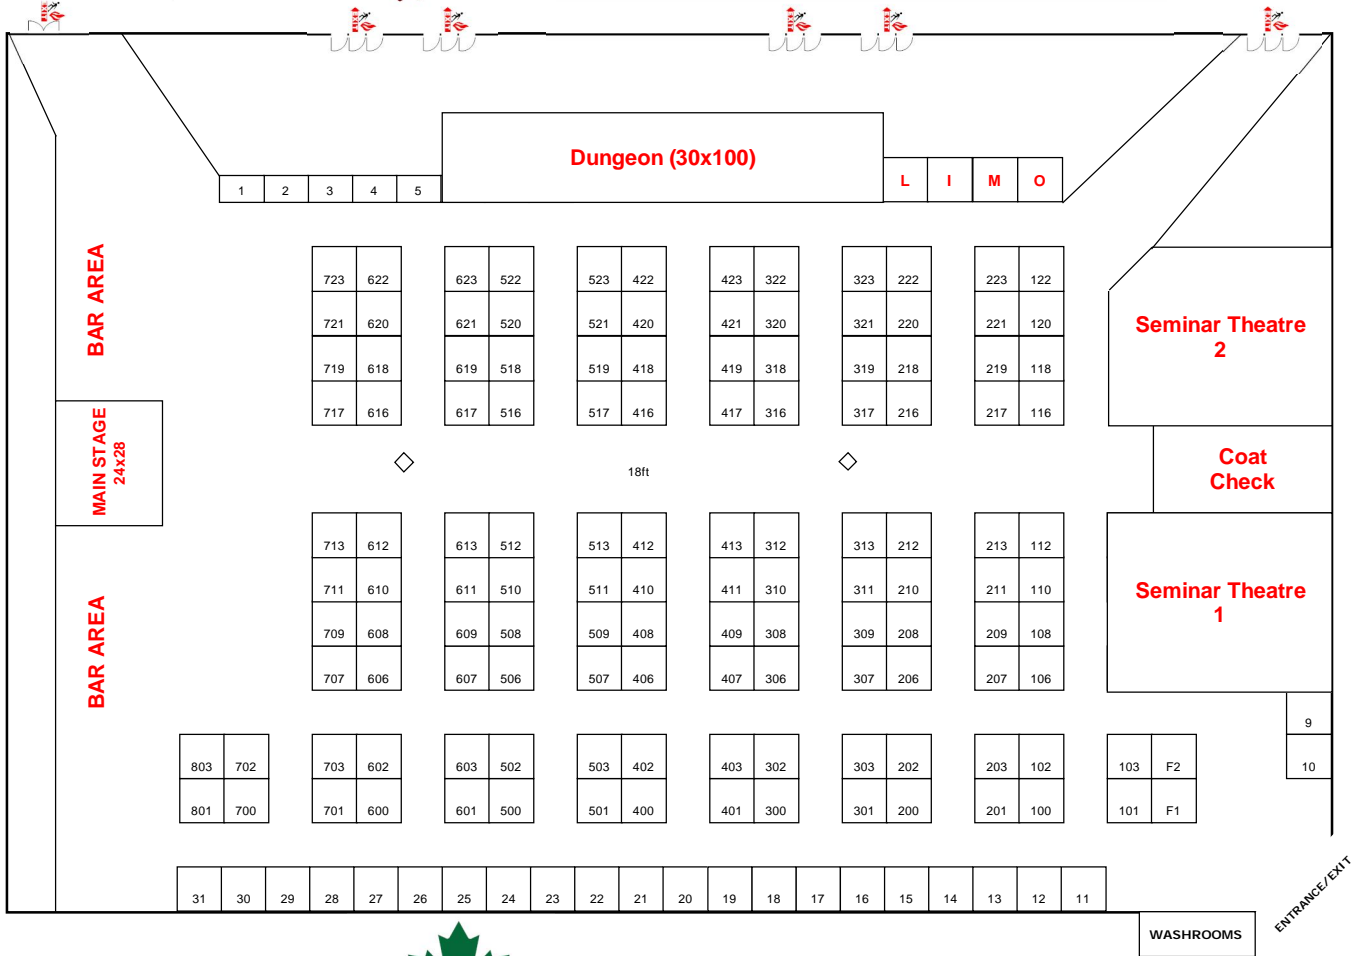 Dungeon (30x100)
L I M O
1 2 3 4 5
BAR AREA
723 622 623 522 523 422 423 322 323 222 223 122
721 620 621 520 521 420 421 320 321 220 221 120
Seminar Theatre
2
719 618 619 518 519 418 419 318 319 218 219 118
717 616 617 516 517 416 417 316 317 216 217 116
MAIN STAGE
24x28
18ft
Coat
Check
713 612 613 512 513 412 413 312 313 212 213 112
711 610 611 510 511 410 411 310 311 210 211 110
Seminar Theatre
1
709 608 609 508 509 408 409 308 309 208 209 108
BAR AREA
707 606 607 506 507 406 407 306 307 206 207 106
9
803 702 703 602 603 502 503 402 403 302 303 202 203 102 103 F2 10
801 700 701 600 601 500 501 400 401 300 301 200 201 100 101 F1
31 30 29 28 27 26 25 24 23 22 21 20 19 18 17 16 15 14 13 12 11
ENTRANCE/EXIT
WASHROOMS